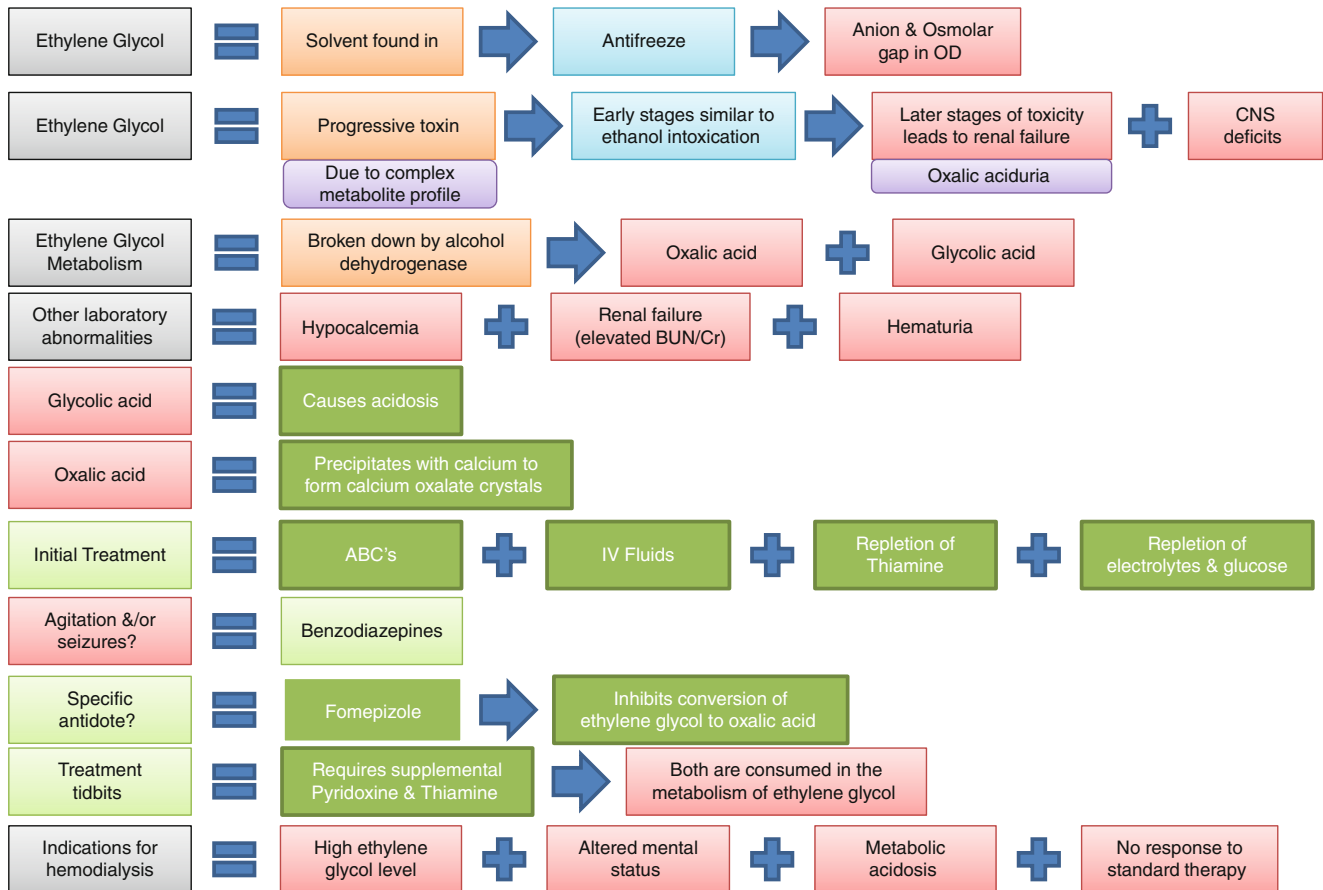 Ethylene Glycol
Solvent found in
Antifreeze
Anion & Osmolar
gap in OD
Ethylene Glycol
Progressive toxin
Due to complex
metabolite profile
Early stages similar to
ethanol intoxication
Later stages of toxicity
leads to renal failure
Oxalic aciduria
CNS
deficits
Ethylene Glycol
Metabolism
Broken down by alcohol
dehydrogenase
Oxalic acid
Glycolic acid
Other laboratory
abnormalities
Hypocalcemia
Renal failure
(elevated BUN/Cr)
Hematuria
Glycolic acid
Causes acidosis
Oxalic acid
Precipitates with calcium to
form calcium oxalate crystals
Initial Treatment
ABC's
IV Fluids
Repletion of
Thiamine
Repletion of
electrolytes & glucose
Agitation &/or
seizures?
Benzodiazepines
Specific
antidote?
Fomepizole
Inhibits conversion of
ethylene glycol to oxalic acid
Treatment
tidbits
Requires supplemental
Pyridoxine & Thiamine
Both are consumed in the
metabolism of ethylene glycol
Indications for
hemodialysis
High ethylene
glycol level
Altered mental
status
Metabolic
acidosis
No response to
standard therapy